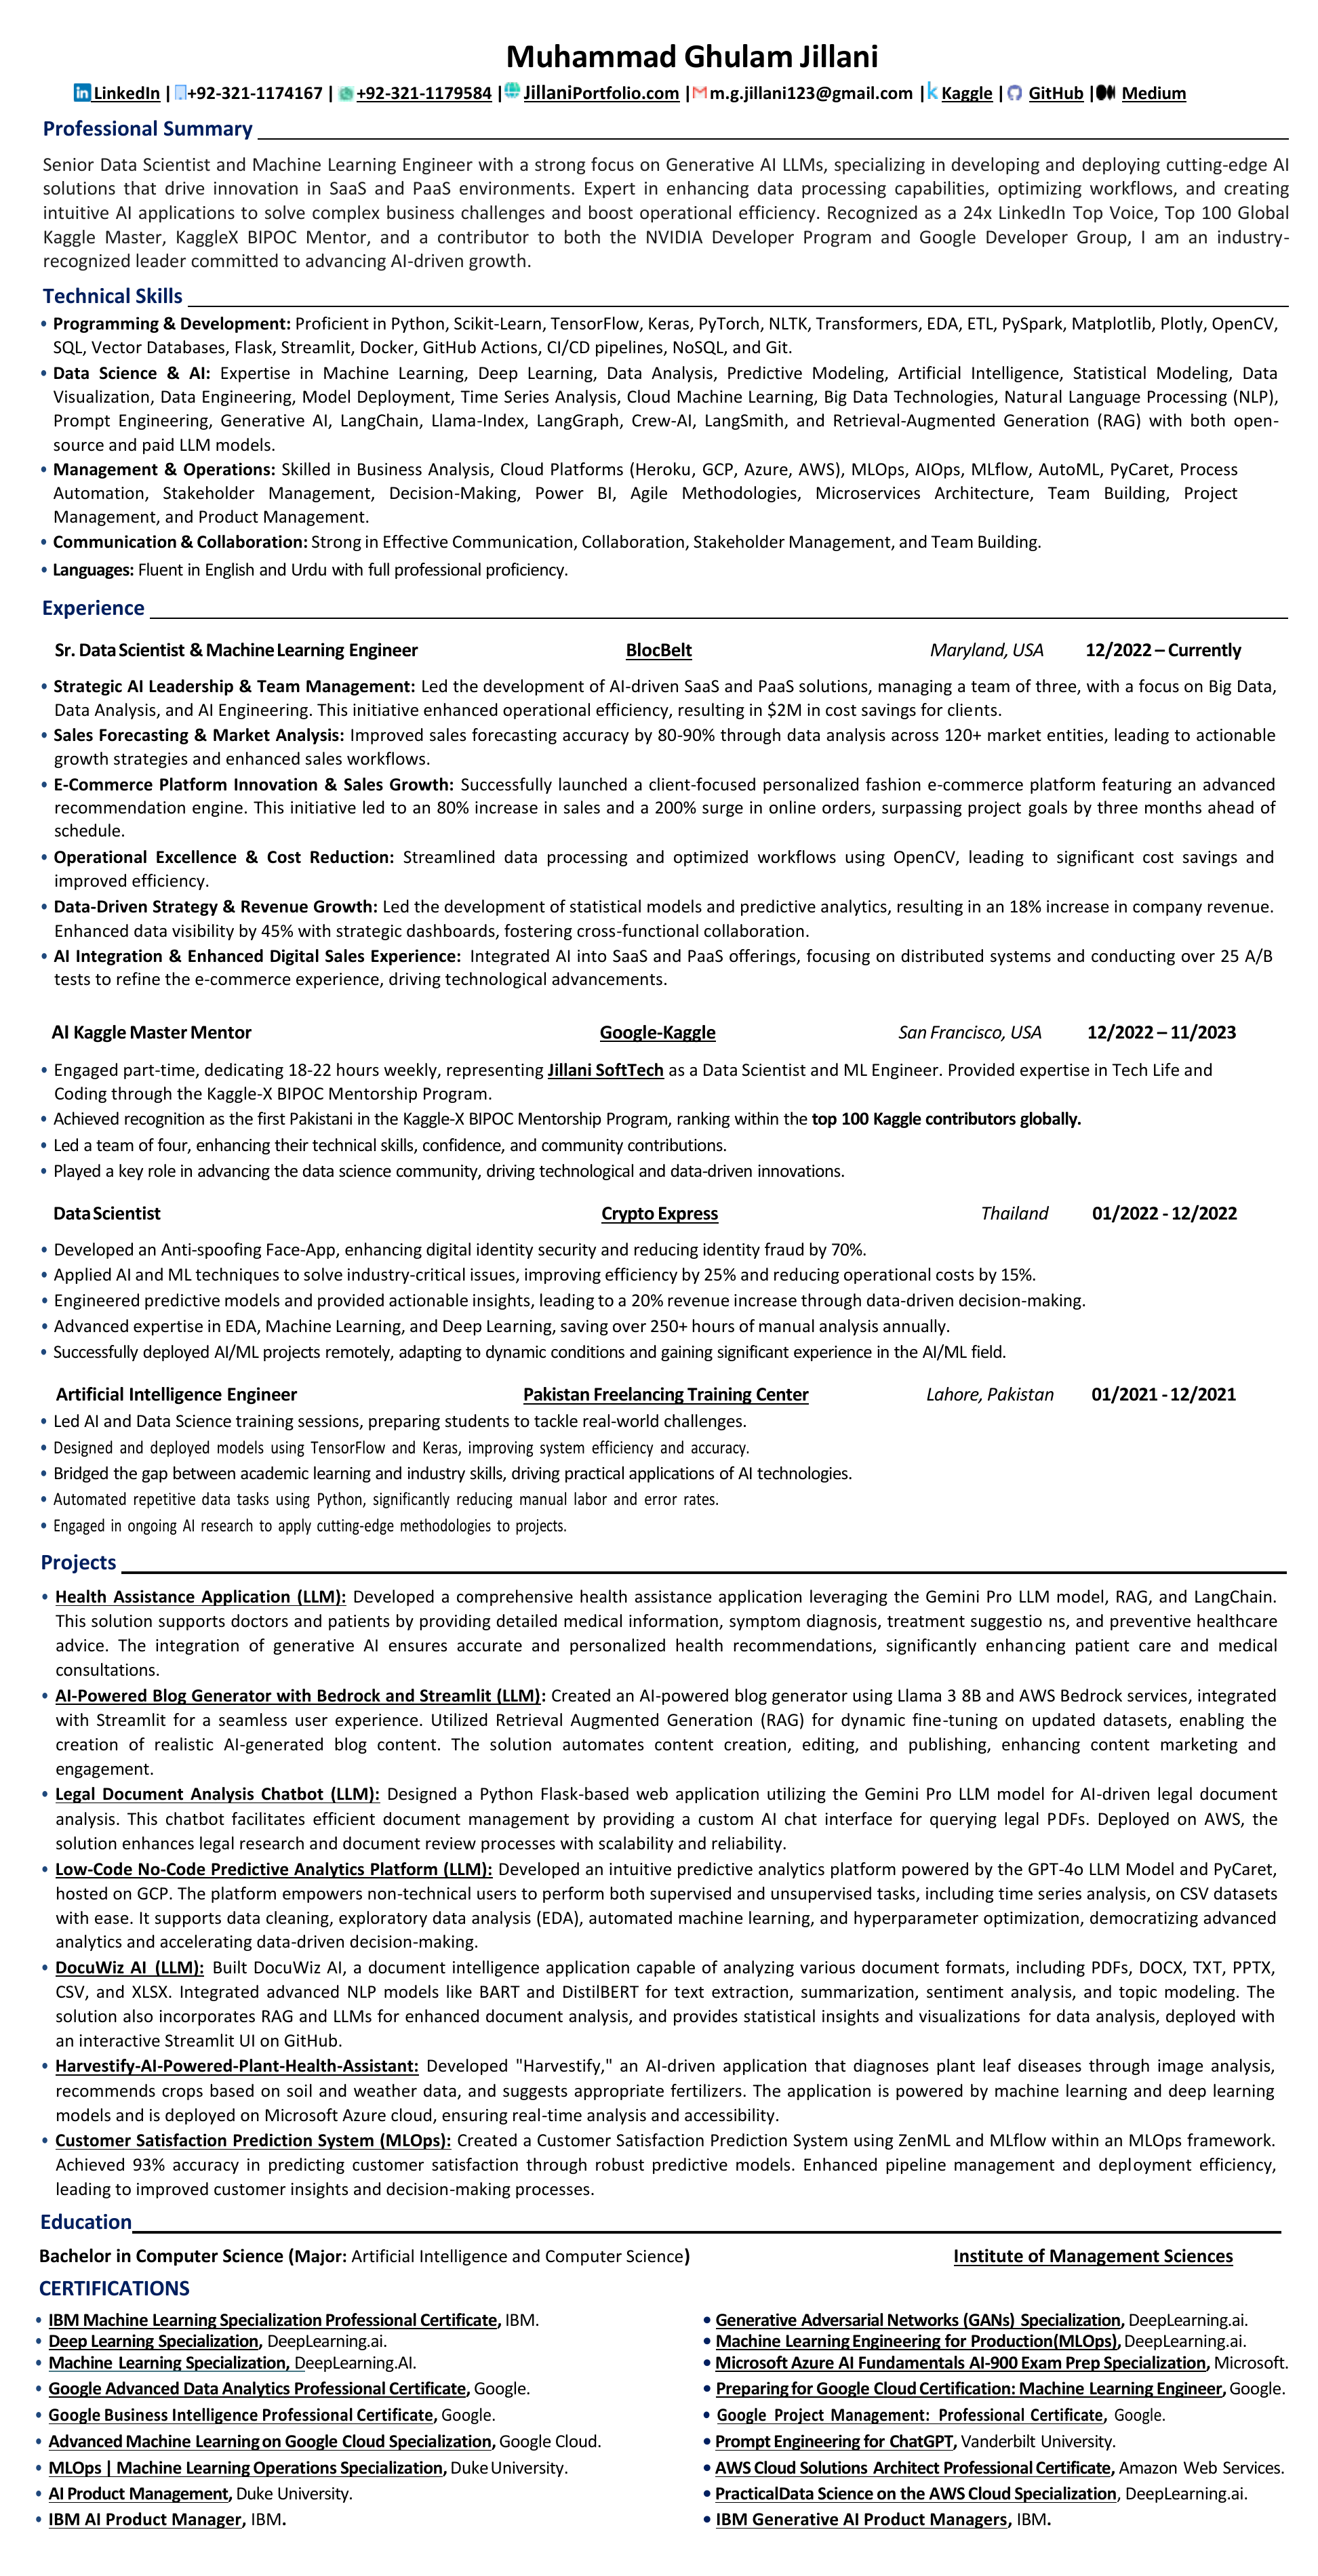 Muhammad Ghulam Jillani
LinkedIn | +92-321-1174167 | +92-321-1179584 | JillaniPortfolio.com | m.g.jillani123@gmail.com | Kaggle | GitHub | Medium
Professional Summary
Senior Data Scientist and Machine Learning Engineer with a strong focus on Generative AI LLMs, specializing in developing and deploying cutting-edge AI
solutions that drive innovation in SaaS and PaaS environments. Expert in enhancing data processing capabilities, optimizing workflows, and creating
intuitive AI applications to solve complex business challenges and boost operational efficiency. Recognized as a 24x LinkedIn Top Voice, Top 100 Global
Kaggle Master, KaggleX BIPOC Mentor, and a contributor to both the NVIDIA Developer Program and Google Developer Group, I am an industry-
recognized leader committed to advancing AI-driven growth.
Technical Skills
• Programming & Development: Proficient in Python, Scikit-Learn, TensorFlow, Keras, PyTorch, NLTK, Transformers, EDA, ETL, PySpark, Matplotlib, Plotly, OpenCV,
SQL, Vector Databases, Flask, Streamlit, Docker, GitHub Actions, CI/CD pipelines, NoSQL, and Git.
• Data Science & AI: Expertise in Machine Learning, Deep Learning, Data Analysis, Predictive Modeling, Artificial Intelligence, Statistical Modeling, Data
Visualization, Data Engineering, Model Deployment, Time Series Analysis, Cloud Machine Learning, Big Data Technologies, Natural Language Processing (NLP),
Prompt Engineering, Generative AI, LangChain, Llama-Index, LangGraph, Crew-AI, LangSmith, and Retrieval-Augmented Generation (RAG) with both open-
source and paid LLM models.
• Management & Operations: Skilled in Business Analysis, Cloud Platforms (Heroku, GCP, Azure, AWS), MLOps, AIOps, MLflow, AutoML, PyCaret, Process
Automation, Stakeholder Management, Decision-Making, Power BI, Agile Methodologies, Microservices Architecture, Team Building, Project
Management, and Product Management.
• Communication & Collaboration: Strong in Effective Communication, Collaboration, Stakeholder Management, and Team Building.
• Languages: Fluent in English and Urdu with full professional proficiency.
Experience
Sr. Data Scientist & Machine Learning Engineer BlocBelt Maryland, USA 12/2022 – Currently
• Strategic AI Leadership & Team Management: Led the development of AI-driven SaaS and PaaS solutions, managing a team of three, with a focus on Big Data,
Data Analysis, and AI Engineering. This initiative enhanced operational efficiency, resulting in $2M in cost savings for clients.
• Sales Forecasting & Market Analysis: Improved sales forecasting accuracy by 80-90% through data analysis across 120+ market entities, leading to actionable
growth strategies and enhanced sales workflows.
• E-Commerce Platform Innovation & Sales Growth: Successfully launched a client-focused personalized fashion e-commerce platform featuring an advanced
recommendation engine. This initiative led to an 80% increase in sales and a 200% surge in online orders, surpassing project goals by three months ahead of
schedule.
• Operational Excellence & Cost Reduction: Streamlined data processing and optimized workflows using OpenCV, leading to significant cost savings and
improved efficiency.
• Data-Driven Strategy & Revenue Growth: Led the development of statistical models and predictive analytics, resulting in an 18% increase in company revenue.
Enhanced data visibility by 45% with strategic dashboards, fostering cross-functional collaboration.
• AI Integration & Enhanced Digital Sales Experience: Integrated AI into SaaS and PaaS offerings, focusing on distributed systems and conducting over 25 A/B
tests to refine the e-commerce experience, driving technological advancements.
AI Kaggle Master Mentor Google-Kaggle San Francisco, USA 12/2022 – 11/2023
• Engaged part-time, dedicating 18-22 hours weekly, representing Jillani SoftTech as a Data Scientist and ML Engineer. Provided expertise in Tech Life and
Coding through the Kaggle-X BIPOC Mentorship Program.
• Achieved recognition as the first Pakistani in the Kaggle-X BIPOC Mentorship Program, ranking within the top 100 Kaggle contributors globally.
• Led a team of four, enhancing their technical skills, confidence, and community contributions.
• Played a key role in advancing the data science community, driving technological and data-driven innovations.
Data Scientist Crypto Express Thailand 01/2022 - 12/2022
• Developed an Anti-spoofing Face-App, enhancing digital identity security and reducing identity fraud by 70%.
• Applied AI and ML techniques to solve industry-critical issues, improving efficiency by 25% and reducing operational costs by 15%.
• Engineered predictive models and provided actionable insights, leading to a 20% revenue increase through data-driven decision-making.
• Advanced expertise in EDA, Machine Learning, and Deep Learning, saving over 250+ hours of manual analysis annually.
• Successfully deployed AI/ML projects remotely, adapting to dynamic conditions and gaining significant experience in the AI/ML field.
Artificial Intelligence Engineer Pakistan Freelancing Training Center Lahore, Pakistan 01/2021 - 12/2021
• Led AI and Data Science training sessions, preparing students to tackle real-world challenges.
• Designed and deployed models using TensorFlow and Keras, improving system efficiency and accuracy.
• Bridged the gap between academic learning and industry skills, driving practical applications of AI technologies.
• Automated repetitive data tasks using Python, significantly reducing manual labor and error rates.
• Engaged in ongoing AI research to apply cutting-edge methodologies to projects.
Projects
• Health Assistance Application (LLM): Developed a comprehensive health assistance application leveraging the Gemini Pro LLM model, RAG, and LangChain.
This solution supports doctors and patients by providing detailed medical information, symptom diagnosis, treatment suggestio ns, and preventive healthcare
advice. The integration of generative AI ensures accurate and personalized health recommendations, significantly enhancing patient care and medical
consultations.
• AI-Powered Blog Generator with Bedrock and Streamlit (LLM): Created an AI-powered blog generator using Llama 3 8B and AWS Bedrock services, integrated
with Streamlit for a seamless user experience. Utilized Retrieval Augmented Generation (RAG) for dynamic fine-tuning on updated datasets, enabling the
creation of realistic AI-generated blog content. The solution automates content creation, editing, and publishing, enhancing content marketing and
engagement.
• Legal Document Analysis Chatbot (LLM): Designed a Python Flask-based web application utilizing the Gemini Pro LLM model for AI-driven legal document
analysis. This chatbot facilitates efficient document management by providing a custom AI chat interface for querying legal PDFs. Deployed on AWS, the
solution enhances legal research and document review processes with scalability and reliability.
• Low-Code No-Code Predictive Analytics Platform (LLM): Developed an intuitive predictive analytics platform powered by the GPT-4o LLM Model and PyCaret,
hosted on GCP. The platform empowers non-technical users to perform both supervised and unsupervised tasks, including time series analysis, on CSV datasets
with ease. It supports data cleaning, exploratory data analysis (EDA), automated machine learning, and hyperparameter optimization, democratizing advanced
analytics and accelerating data-driven decision-making.
• DocuWiz AI (LLM): Built DocuWiz AI, a document intelligence application capable of analyzing various document formats, including PDFs, DOCX, TXT, PPTX,
CSV, and XLSX. Integrated advanced NLP models like BART and DistilBERT for text extraction, summarization, sentiment analysis, and topic modeling. The
solution also incorporates RAG and LLMs for enhanced document analysis, and provides statistical insights and visualizations for data analysis, deployed with
an interactive Streamlit UI on GitHub.
• Harvestify-AI-Powered-Plant-Health-Assistant: Developed "Harvestify," an AI-driven application that diagnoses plant leaf diseases through image analysis,
recommends crops based on soil and weather data, and suggests appropriate fertilizers. The application is powered by machine learning and deep learning
models and is deployed on Microsoft Azure cloud, ensuring real-time analysis and accessibility.
• Customer Satisfaction Prediction System (MLOps): Created a Customer Satisfaction Prediction System using ZenML and MLflow within an MLOps framework.
Achieved 93% accuracy in predicting customer satisfaction through robust predictive models. Enhanced pipeline management and deployment efficiency,
leading to improved customer insights and decision-making processes.
Education
Bachelor in Computer Science (Major: Artificial Intelligence and Computer Science) Institute of Management Sciences
CERTIFICATIONS
• IBM Machine Learning Specialization Professional Certificate, IBM.
• Deep Learning Specialization, DeepLearning.ai.
• Machine Learning Specialization, DeepLearning.AI.
• Google Advanced Data Analytics Professional Certificate, Google.
• Google Business Intelligence Professional Certificate, Google.
• Advanced Machine Learning on Google Cloud Specialization, Google Cloud.
• MLOps | Machine Learning Operations Specialization, Duke University.
• AI Product Management, Duke University.
• IBM AI Product Manager, IBM.
• Generative Adversarial Networks (GANs) Specialization, DeepLearning.ai.
• Machine Learning Engineering for Production(MLOps), DeepLearning.ai.
• Microsoft Azure AI Fundamentals AI-900 Exam Prep Specialization, Microsoft.
• Preparing for Google Cloud Certification: Machine Learning Engineer, Google.
• Google Project Management: Professional Certificate, Google.
• Prompt Engineering for ChatGPT, Vanderbilt University.
• AWS Cloud Solutions Architect Professional Certificate, Amazon Web Services.
• PracticalData Science on the AWS Cloud Specialization, DeepLearning.ai.
• IBM Generative AI Product Managers, IBM.